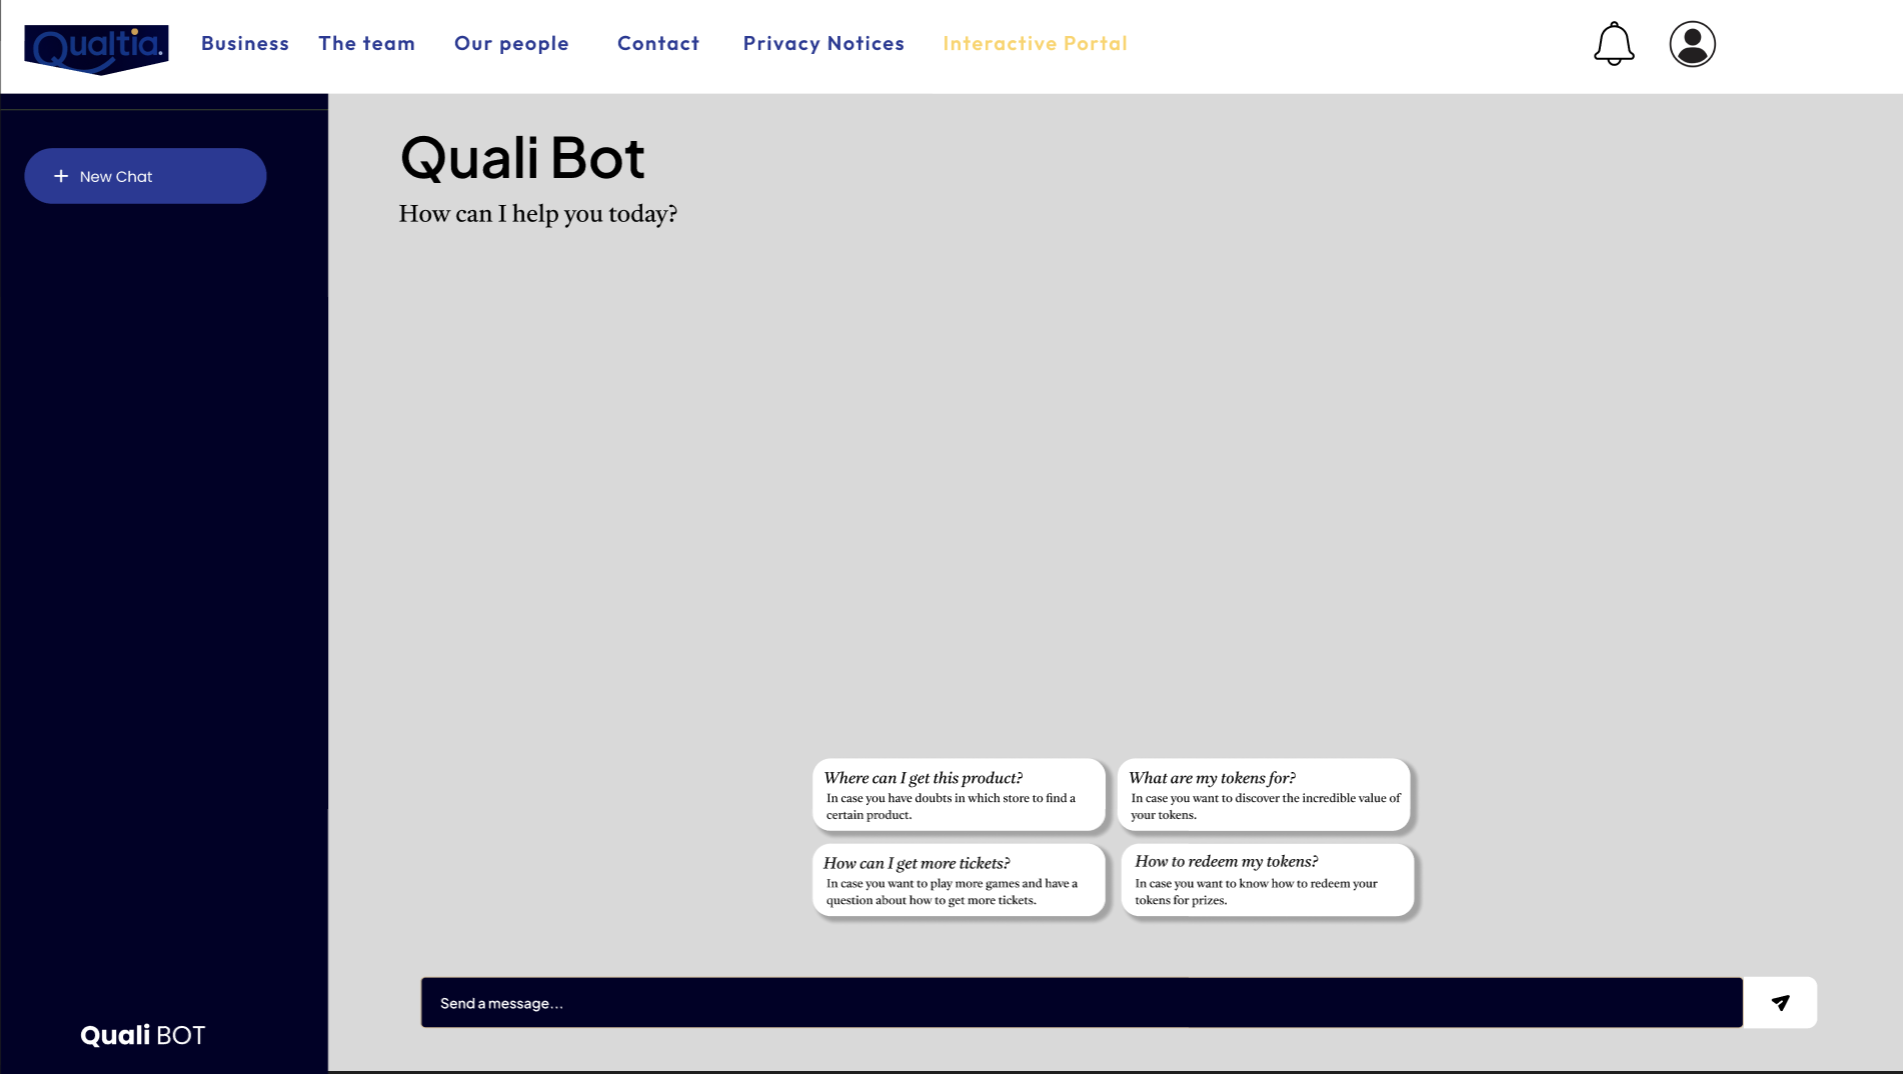 Qualtia.
Business
The team
Our people
Contact
Privacy Notices
Interactive Portal
+ New Chat
Quali Bot
How can I help you today?
Where can I get this product?
In case you have doubts in which store to find a
certain product.
What are my tokens for?
In case you want to discover the incredible value of
your tokens.
How can I get more tickets?
In case you want to play more games and have a
question about how to get more tickets.
How to redeem my tokens?
In case you want to know how to redeem your
tokens for prizes.
Send a message...
Quali BOT